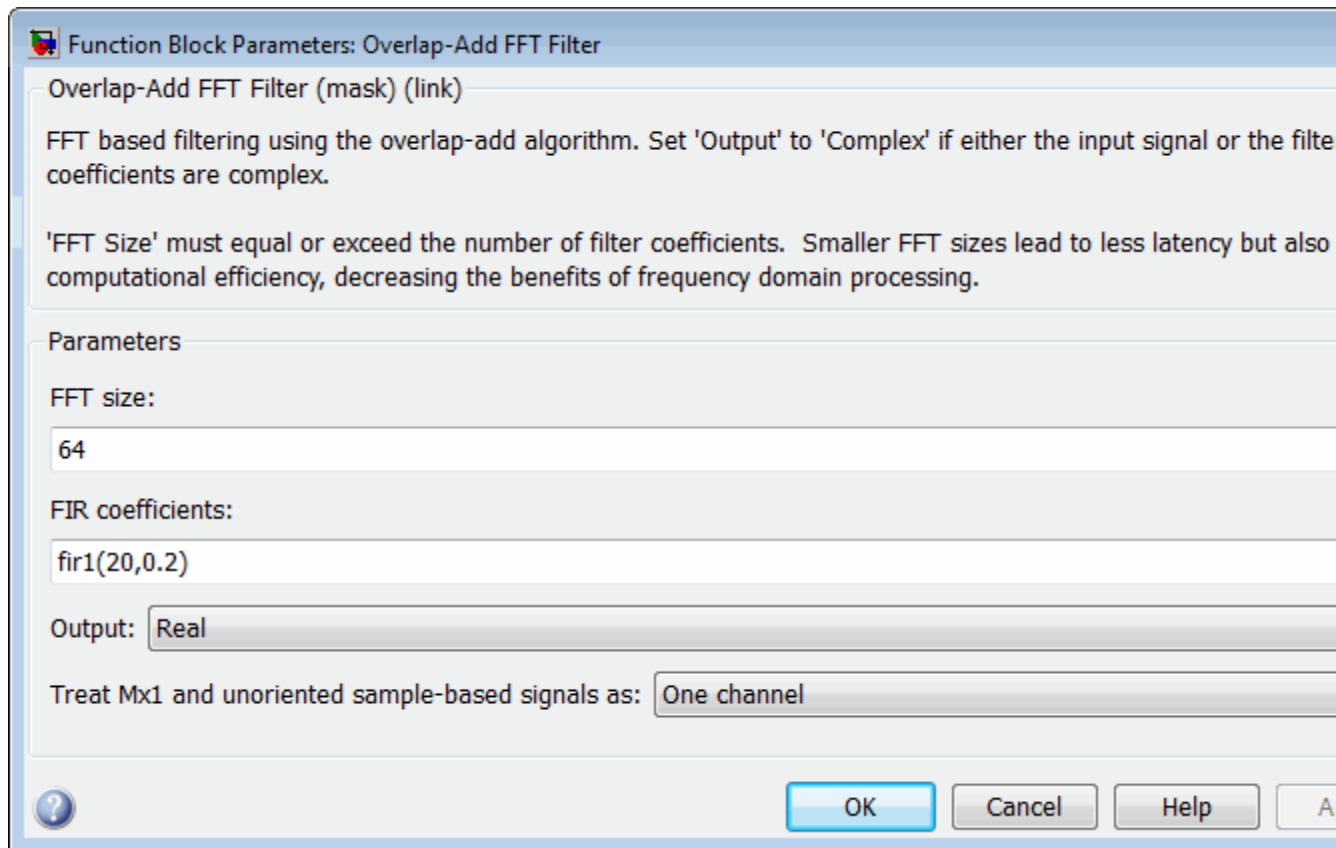 Function Block Parameters: Overlap-Add FFT Filter
Overlap-Add FFT Filter (mask) (link)
FFT based filtering using the overlap-add algorithm. Set 'Output' to 'Complex' if either the input signal or the filte
coefficients are complex.
'FFT Size' must equal or exceed the number of filter coefficients.  Smaller FFT sizes lead to less latency but also
computational efficiency, decreasing the benefits of frequency domain processing.
Parameters
FFT size:
64
FIR coefficients:
fir1(20,0.2)
Output: Real
Treat Mx1 and unoriented sample-based signals as: One channel
? OK Cancel Help A